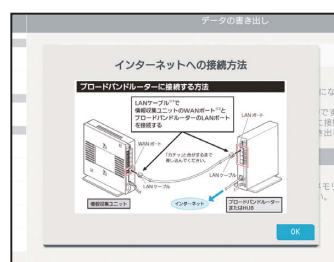 データの書き出し
インターネットへの接続方法
ブロードバンドルーターに接続する方法
LANケーブル※1で
情報収集ユニットのWANポート※2と
ブロードバンドルーターのLANポート
を接続する
WANポート
LANポート
「カチッ」と音がするまで
差し込んでください。
LANケーブル
LANケーブル
情報収集ユニット
インターネット
ブロードバンドルーター
またはHUB
OK